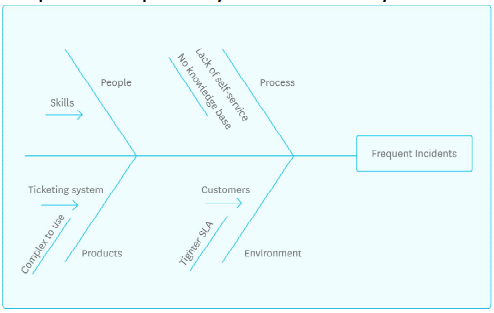 People
Process
Skills
Lack of self-service
No knowledge base
Frequent Incidents
Ticketing system
Customers
Complex to use
Tighter SLA
Products
Environment